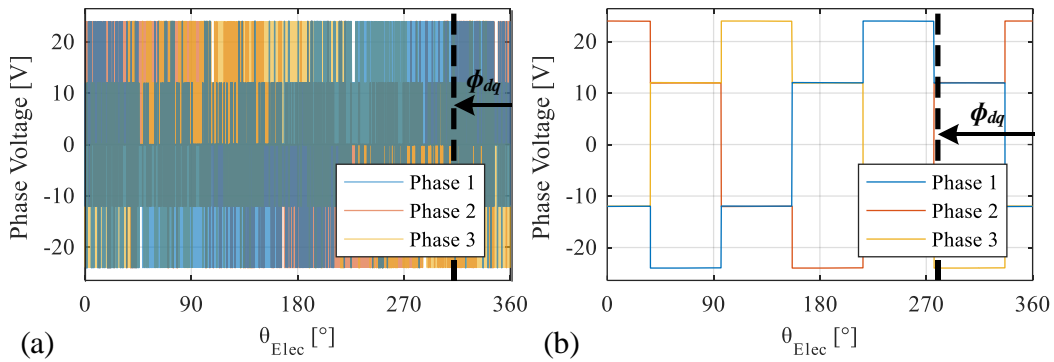 Phase Voltage [V]
20
10
0
-10
-20
ϕdq
Phase 1
Phase 2
Phase 3
0
90
180
270
360
θElec [°]
(a)
Phase Voltage [V]
20
10
0
-10
-20
ϕdq
Phase 1
Phase 2
Phase 3
0
90
180
270
360
θElec [°]
(b)